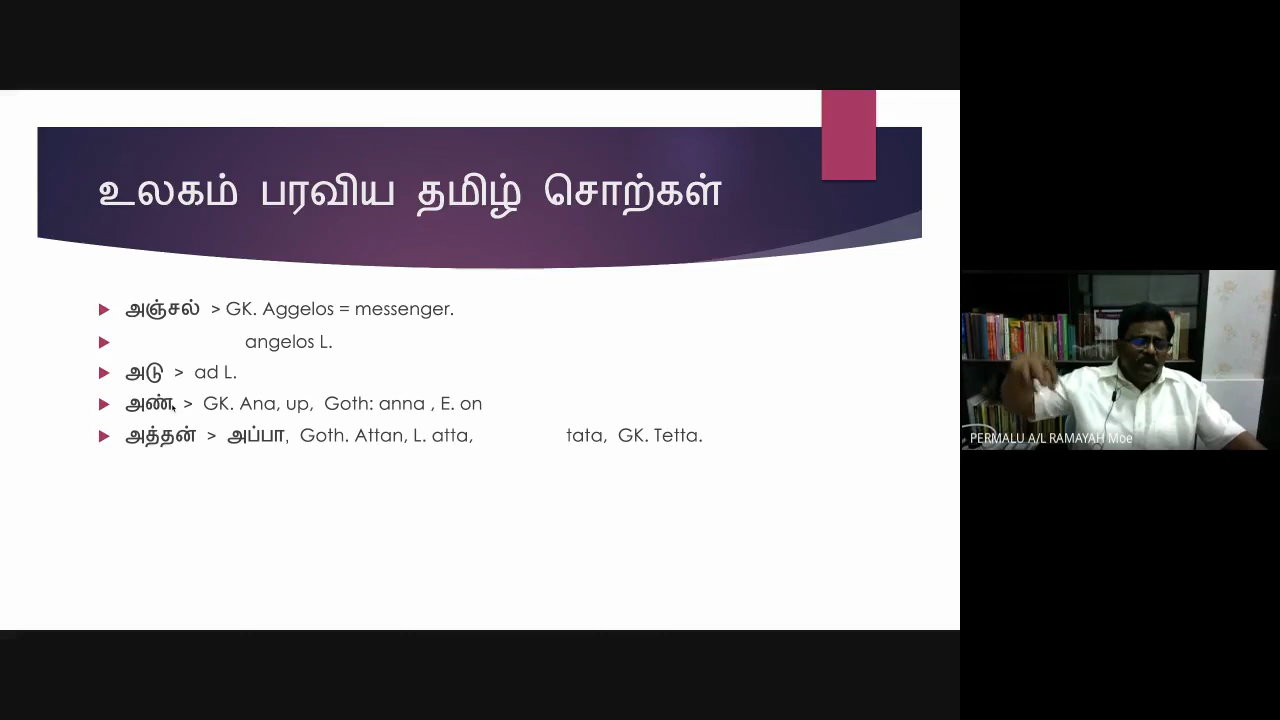 உலகம் பரவிய தமிழ் சொற்கள்
அஞ்சல் > GK. Aggelos = messenger.
angelos L.
அடு > ad L.
அண் > GK. Ana, up, Goth: anna , E. on
அத்தன் > அப்பா, Goth. Attan, L. atta, tata, GK. Tetta.
PERMALU A/L RAMAYAH Moe